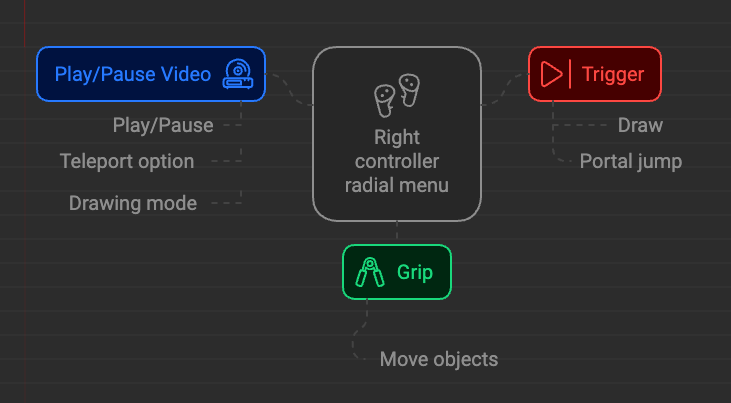 Play/Pause Video
Play/Pause
Teleport option
Drawing mode
Right
controller
radial menu
Trigger
Draw
Portal jump
Grip
Move objects